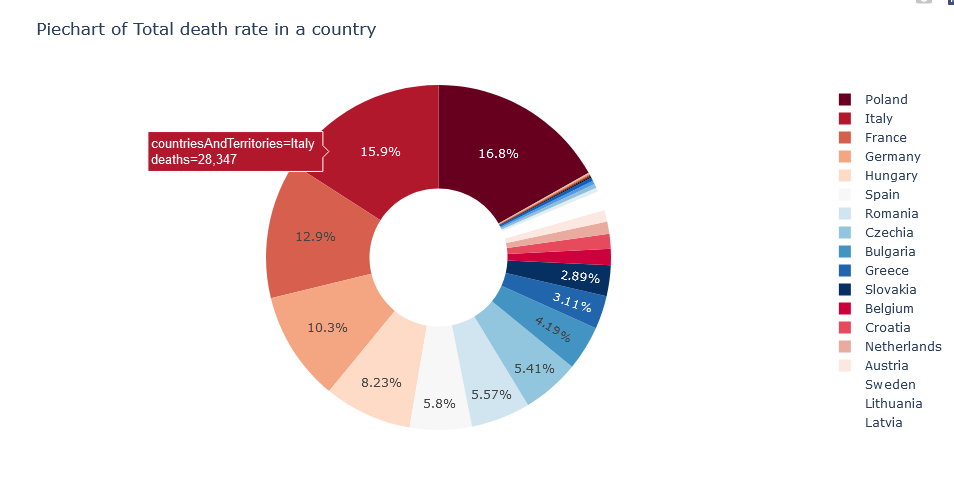 Piechart of Total death rate in a country
countriesAndTerritories=Italy
deaths=28,347
15.9%
16.8%
12.9%
10.3%
8.23%
5.8%
5.57%
5.41%
4.19%
3.11%
2.89%
Poland
Italy
France
Germany
Hungary
Spain
Romania
Czechia
Bulgaria
Greece
Slovakia
Belgium
Croatia
Netherlands
Austria
Sweden
Lithuania
Latvia